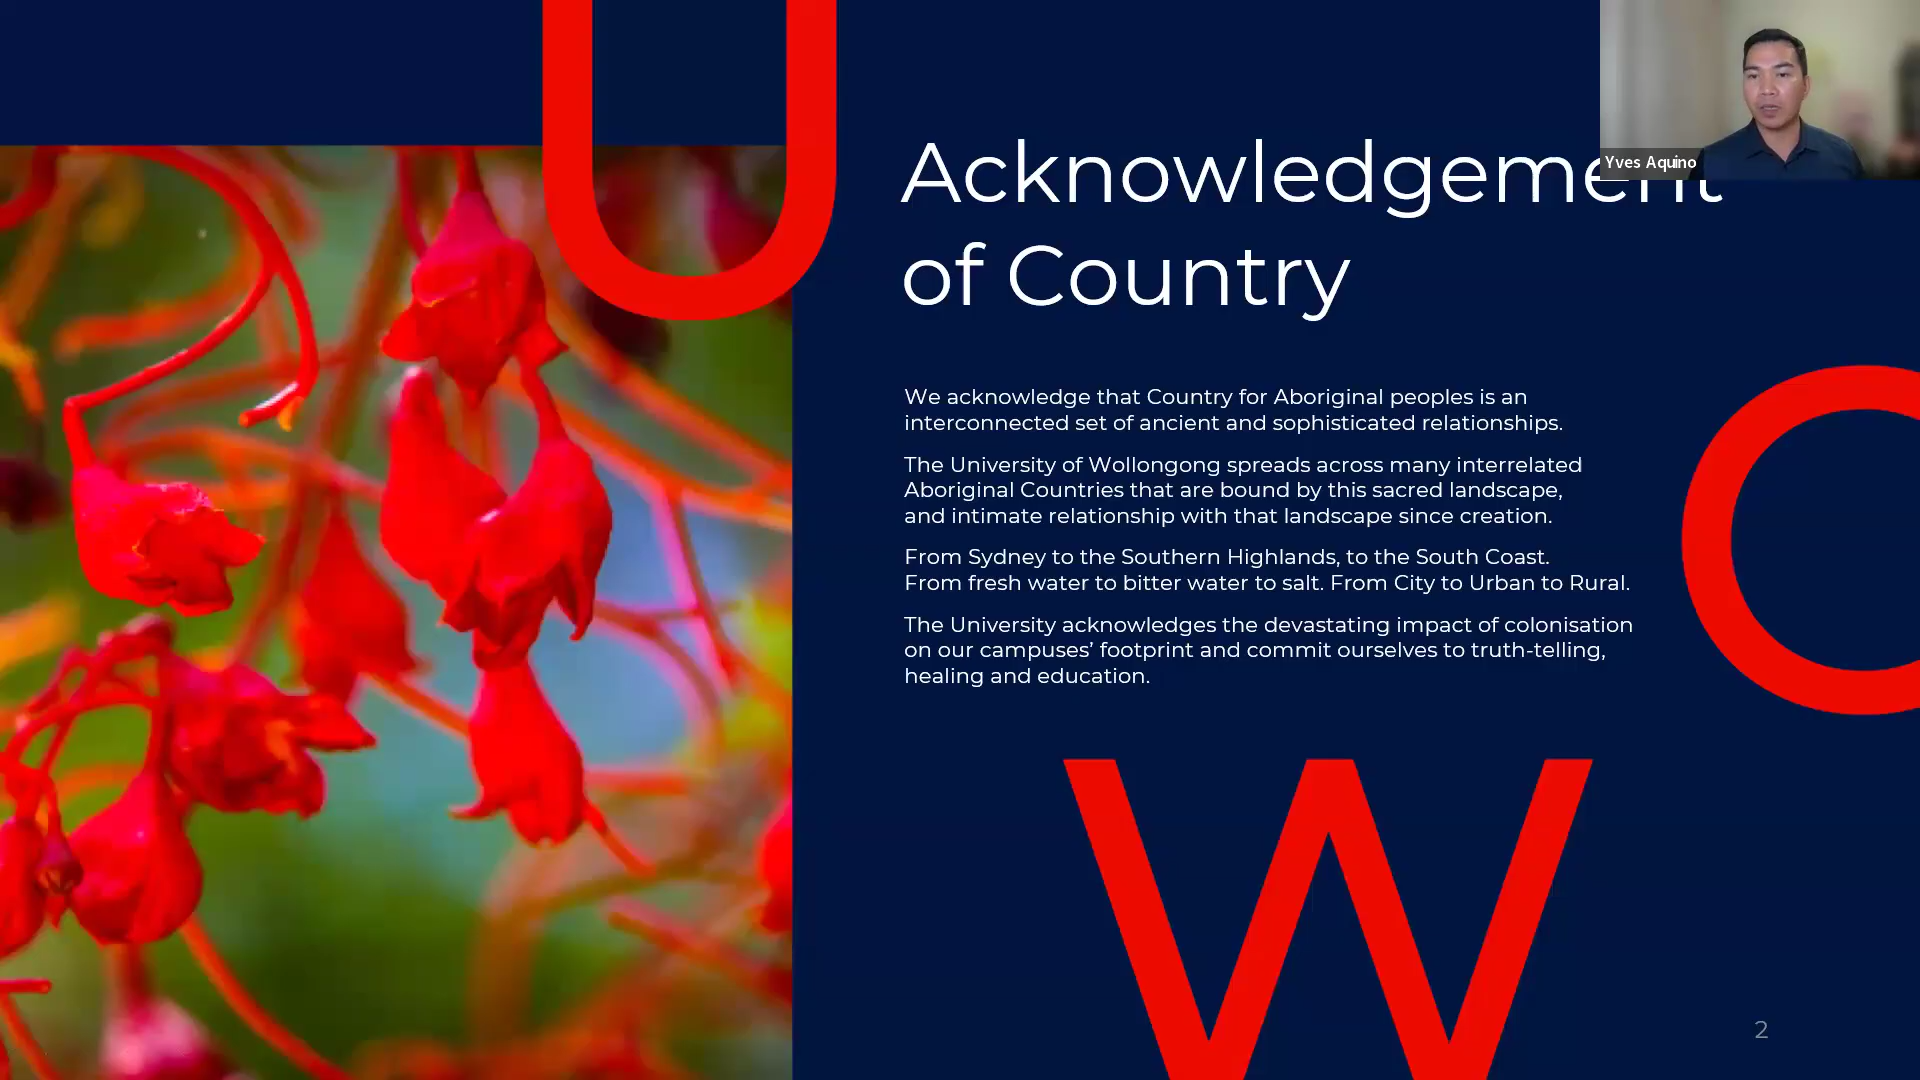 U
Yves Aquino
Acknowledgement
of Country
We acknowledge that Country for Aboriginal peoples is an
interconnected set of ancient and sophisticated relationships.
The University of Wollongong spreads across many interrelated
Aboriginal Countries that are bound by this sacred landscape,
and intimate relationship with that landscape since creation.
From Sydney to the Southern Highlands, to the South Coast.
From fresh water to bitter water to salt. From City to Urban to Rural.
The University acknowledges the devastating impact of colonisation
on our campuses’ footprint and commit ourselves to truth-telling,
healing and education.
O
W
2